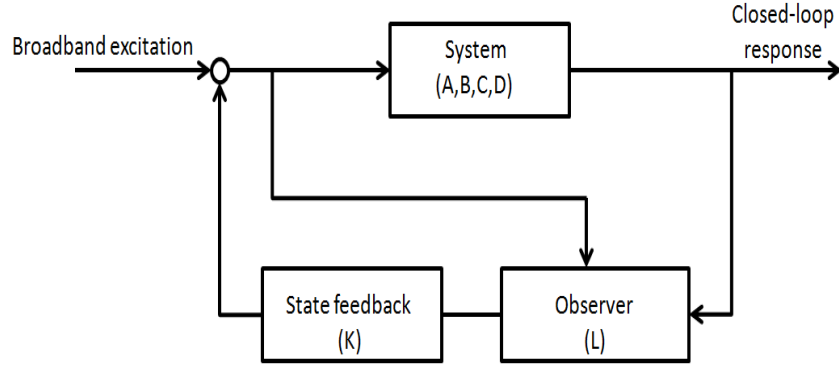 Broadband excitation
System
(A,B,C,D)
Closed-loop
response
State feedback
(K)
Observer
(L)